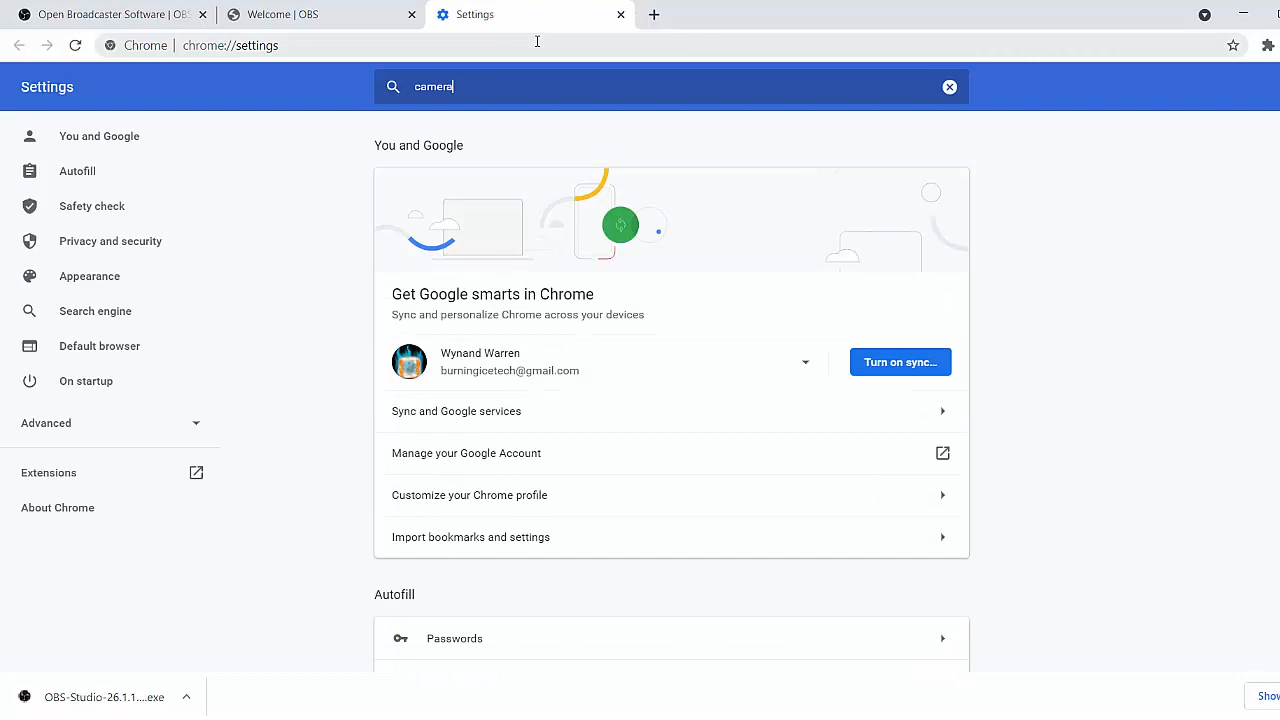 Open Broadcaster Software | OBS
Welcome | OBS
Settings
Chrome
chrome://settings
Settings
camera
You and Google
Autofill
Safety check
Privacy and security
Appearance
Search engine
Default browser
On startup
Advanced
Extensions
About Chrome
You and Google
Get Google smarts in Chrome
Sync and personalize Chrome across your devices
Wynand Warren
burningicetech@gmail.com
Turn on sync...
Sync and Google services
Manage your Google Account
Customize your Chrome profile
Import bookmarks and settings
Autofill
Passwords
OBS-Studio-26.1.1....exe
Show